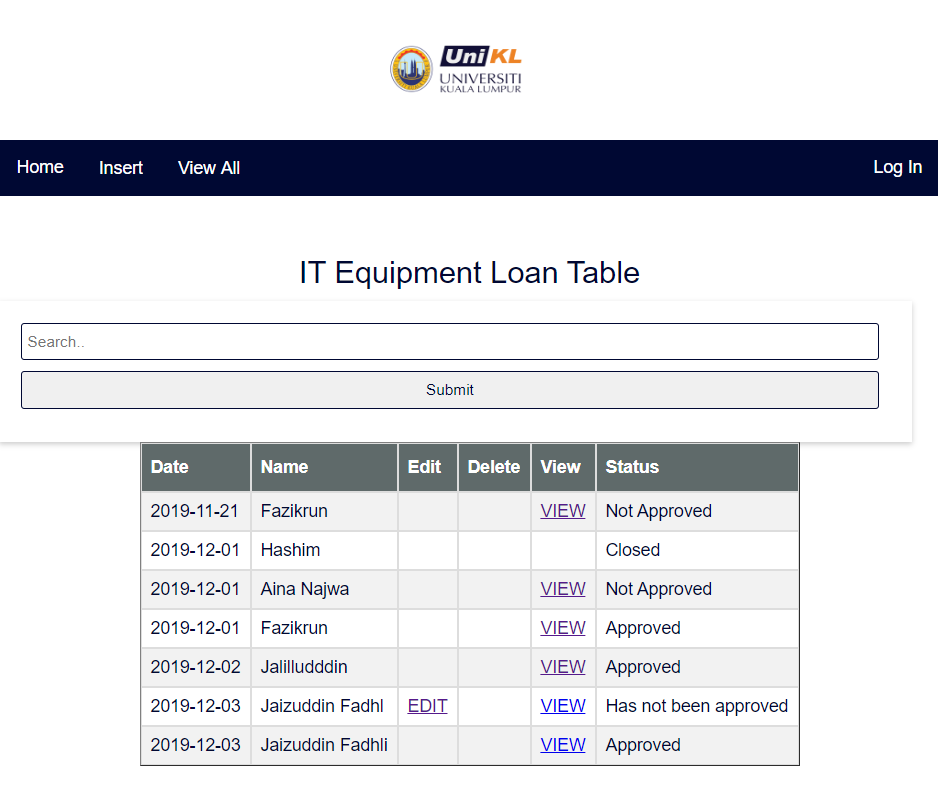 UniKL
UNIVERSITI
KUALA LUMPUR
Home Insert View All Log In
IT Equipment Loan Table
Search..
Submit
Date Name Edit Delete View Status
2019-11-21 Fazikrun VIEW Not Approved
2019-12-01 Hashim Closed
2019-12-01 Aina Najwa VIEW Not Approved
2019-12-01 Fazikrun VIEW Approved
2019-12-02 Jalilludddin VIEW Approved
2019-12-03 Jaizuddin Fadhl EDIT VIEW Has not been approved
2019-12-03 Jaizuddin Fadhli VIEW Approved